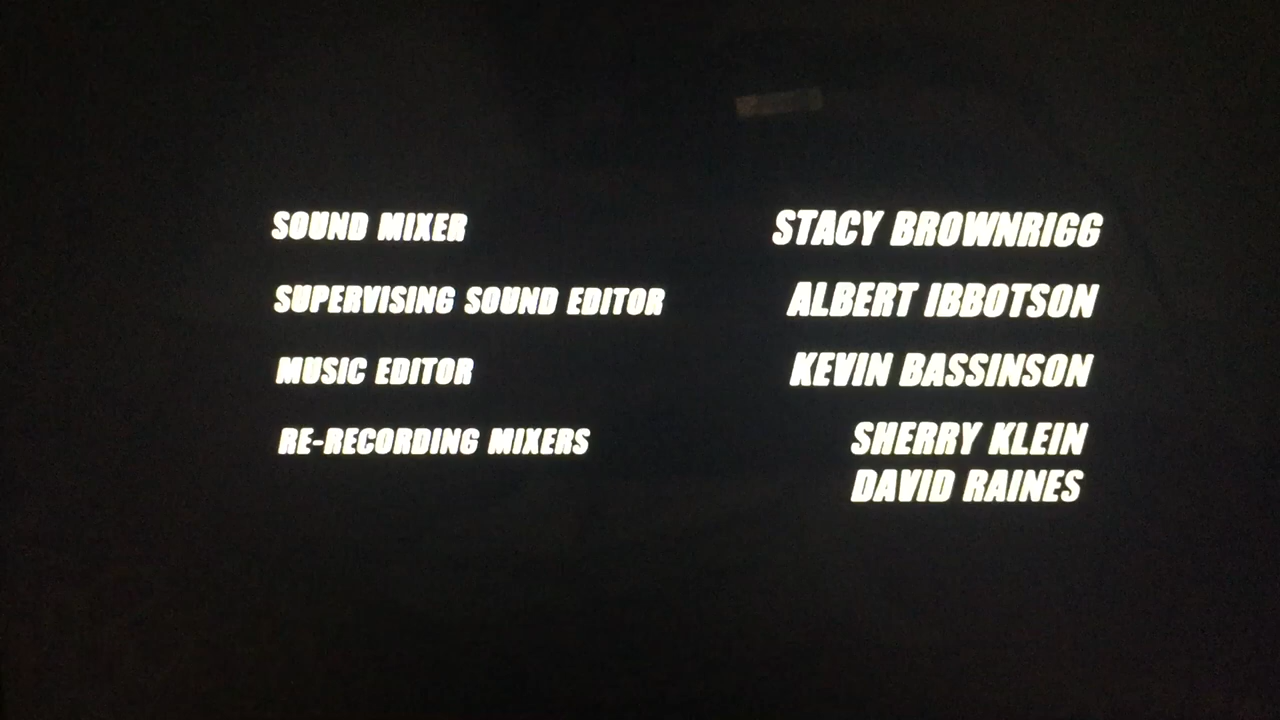 SOUND MIXER STACY BROWNRIGG
SUPERVISING SOUND EDITOR ALBERT IBBOTSON
MUSIC EDITOR KEVIN BASSINSON
RE-RECORDING MIXERS SHERRY KLEIN
DAVID RAINES